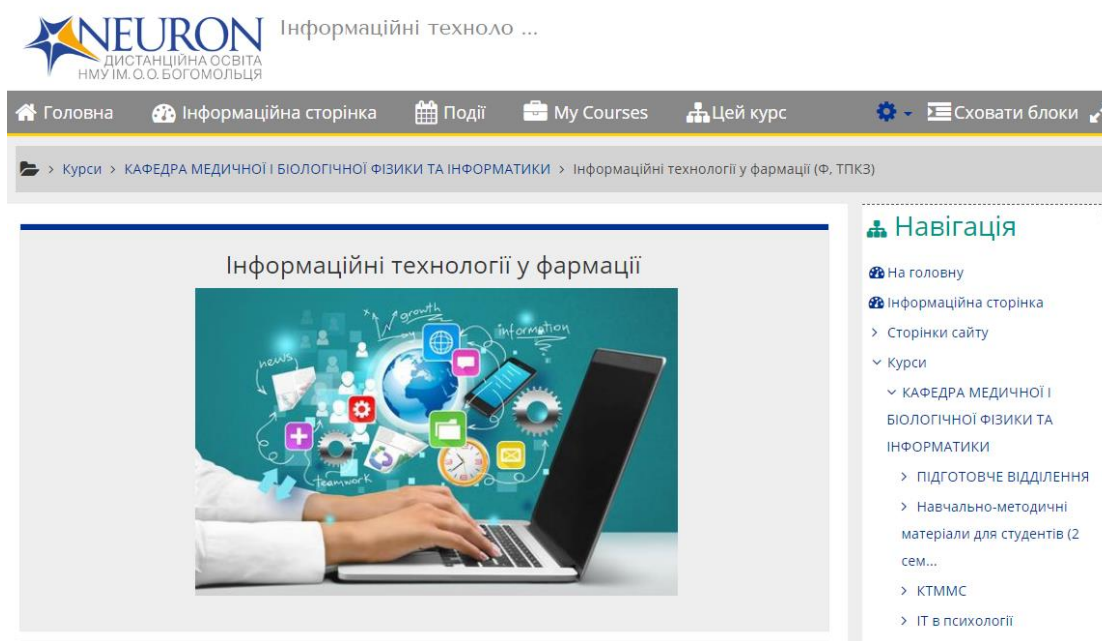 NEURON
ДИСТАНЦІЙНА ОСВІТА
НМУ ІМ. О.О. БОГОМОЛЬЦЯ
Інформаційні техноло ...
Головна Інформаційна сторінка Події My Courses Цей курс Сховати блоки
> Курси > КАФЕДРА МЕДИЧНОЇ І БІОЛОГІЧНОЇ ФІЗИКИ ТА ІНФОРМАТИКИ > Інформаційні технології у фармації (Ф, ТПКЗ)
Інформаційні технології у фармації
growth
information
news
teamwork
Навігація
На головну
Інформаційна сторінка
Сторінки сайту
Курси
КАФЕДРА МЕДИЧНОЇ І
БІОЛОГІЧНОЇ ФІЗИКИ ТА
ІНФОРМАТИКИ
ПІДГОТОВЧЕ ВІДДІЛЕННЯ
Навчально-методичні
матеріали для студентів (2
сем...
КТММС
ІТ в психології